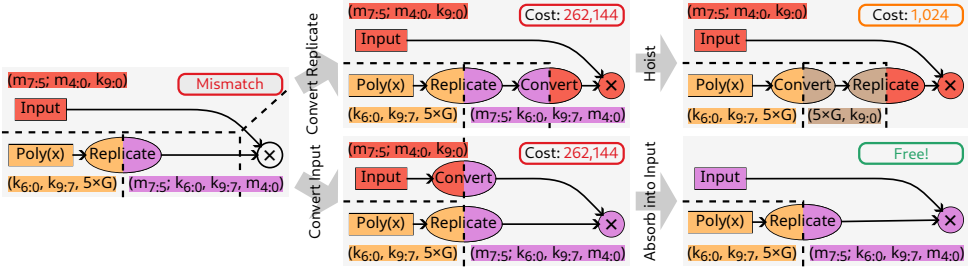 (m7:5; m4:0, k9:0)
Mismatch
Input
Poly(x)
Replicate
×
(k6:0, k9:7, 5×G)
(m7:5; k6:0, k9:7, m4:0)
Convert Replicate
(m7:5; m4:0, k9:0)
Cost: 262,144
Input
Poly(x)
Replicate
Convert
×
(k6:0, k9:7, 5×G)
(m7:5; k6:0, k9:7, m4:0)
Hoist
(m7:5; m4:0, k9:0)
Cost: 1,024
Input
Poly(x)
Convert
Replicate
×
(k6:0, k9:7, 5×G)
(5×G, k9:0)
Convert Input
(m7:5; m4:0, k9:0)
Cost: 262,144
Input
Convert
Poly(x)
Replicate
×
(k6:0, k9:7, 5×G)
(m7:5; k6:0, k9:7, m4:0)
Absorb into Input
Free!
Input
Poly(x)
Replicate
×
(k6:0, k9:7, 5×G)
(m7:5; k6:0, k9:7, m4:0)